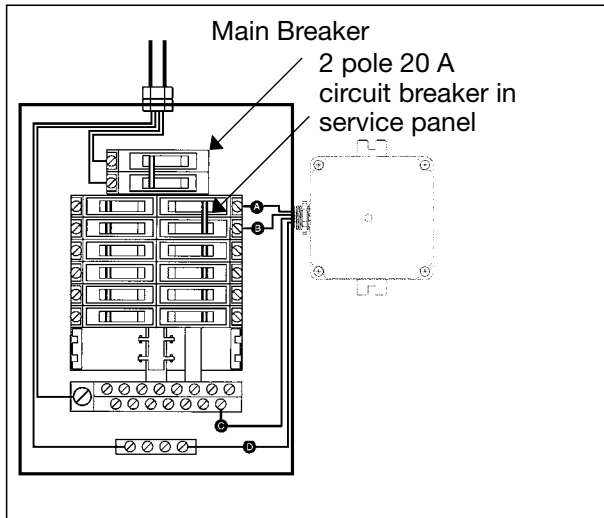 Main Breaker
2 pole 20 A
circuit breaker in
service panel
A
B
C
D